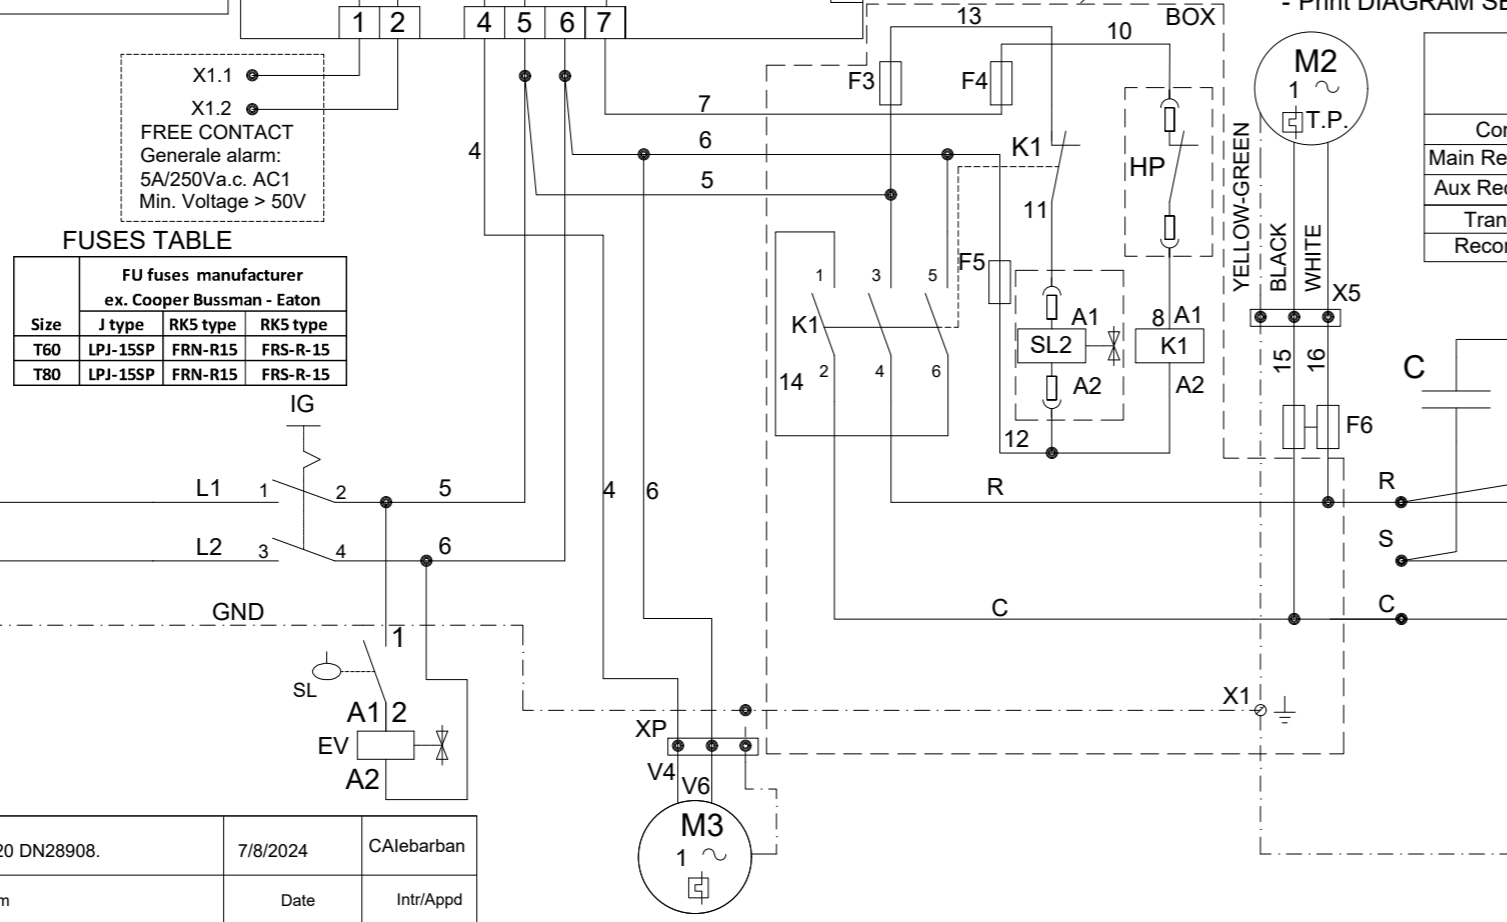 - Print DIAGRAM SE
1 2 4 5 6 7
13
BOX
10
M2
1
T.P.
X1.1
X1.2
FREE CONTACT
Generale alarm:
5A/250Va.c. AC1
Min. Voltage > 50V
F3
F4
7
6
5
4
K1
11
HP
YELLOW-GREEN
BLACK
WHITE
Con
Main Re
Aux Rec
Tran
Recon
FUSES TABLE
FU fuses manufacturer
ex. Cooper Bussman - Eaton
Size J type RK5 type RK5 type
T60 LPJ-15SP FRN-R15 FRS-R-15
T80 LPJ-15SP FRN-R15 FRS-R-15
1 3 5
F5
K1
2 4 6
14
A1
SL2
A2
12
8 A1
K1
A2
X5
15
16
F6
C
IG
L1 1 2 5
L2 3 4 6
4 6
R
R
S
C
C
GND
1
SL
A1 2
EV
A2
X1
XP
V4
V6
M3
1
20 DN28908.
7/8/2024
CAlebarban
m
Date
Intr/Appd